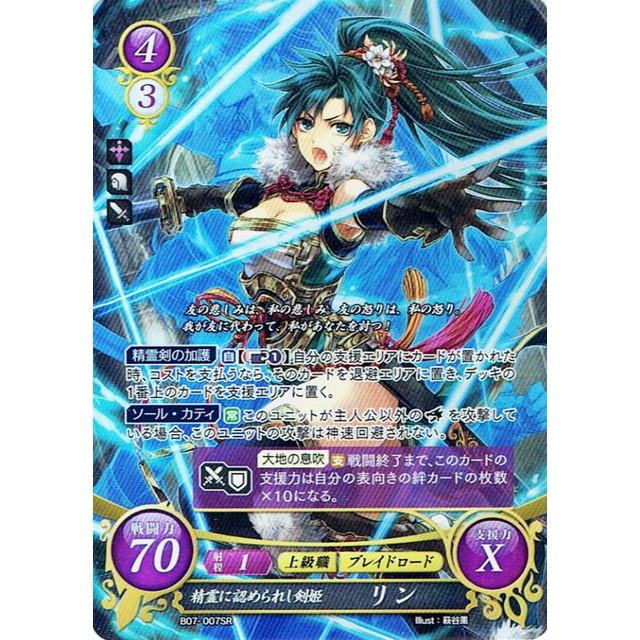 4
3
友の悲しみは、私の悲しみ。友の怒りは、私の怒り。
我が友に代わって、私があなたを討つ！
精霊剣の加護 自【1】自分の支援エリアにカードが置かれた
時、コストを支払うなら、そのカードを退避エリアに置き、デッキの
1番上のカードを支援エリアに置く。
ソール・カティ 常 このユニットが主人公以外の を攻撃して
いる場合、このユニットの攻撃は神速回避されない。
大地の息吹 支 戦闘終了まで、このカードの
支援力は自分の表向きの絆カードの枚数
×10になる。
戦闘力
70
射程 1 上級職 ブレイドロード
支援力
X
精霊に認められし剣姫 リン
B07-007SR Illust：萩谷薫